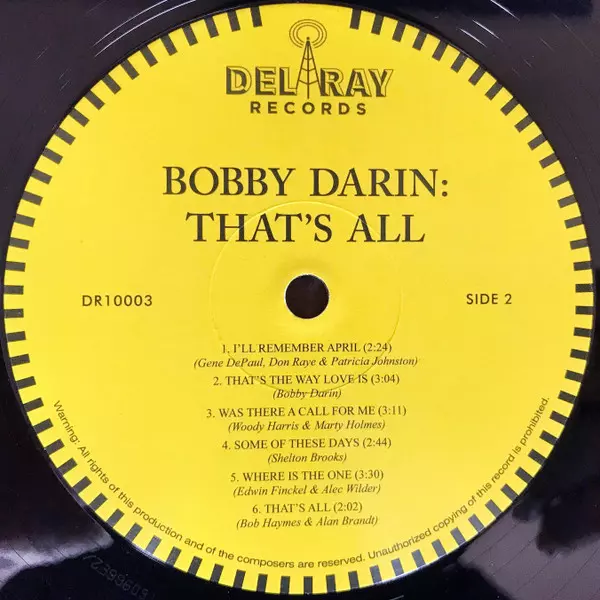 DEL RAY
RECORDS
BOBBY DARIN:
THAT'S ALL
DR10003
SIDE 2
1. I'LL REMEMBER APRIL (2:24)
(Gene DePaul, Don Raye & Patricia Johnston)
2. THAT'S THE WAY LOVE IS (3:04)
(Bobby Darin)
3. WAS THERE A CALL FOR ME (3:11)
(Woody Harris & Marty Holmes)
4. SOME OF THESE DAYS (2:44)
(Shelton Brooks)
5. WHERE IS THE ONE (3:30)
(Edwin Finckel & Alec Wilder)
6. THAT'S ALL (2:02)
(Bob Haymes & Alan Brandt)
Warning: All rights of this production and of the composers are reserved. Unauthorized copying of this record is prohibited.